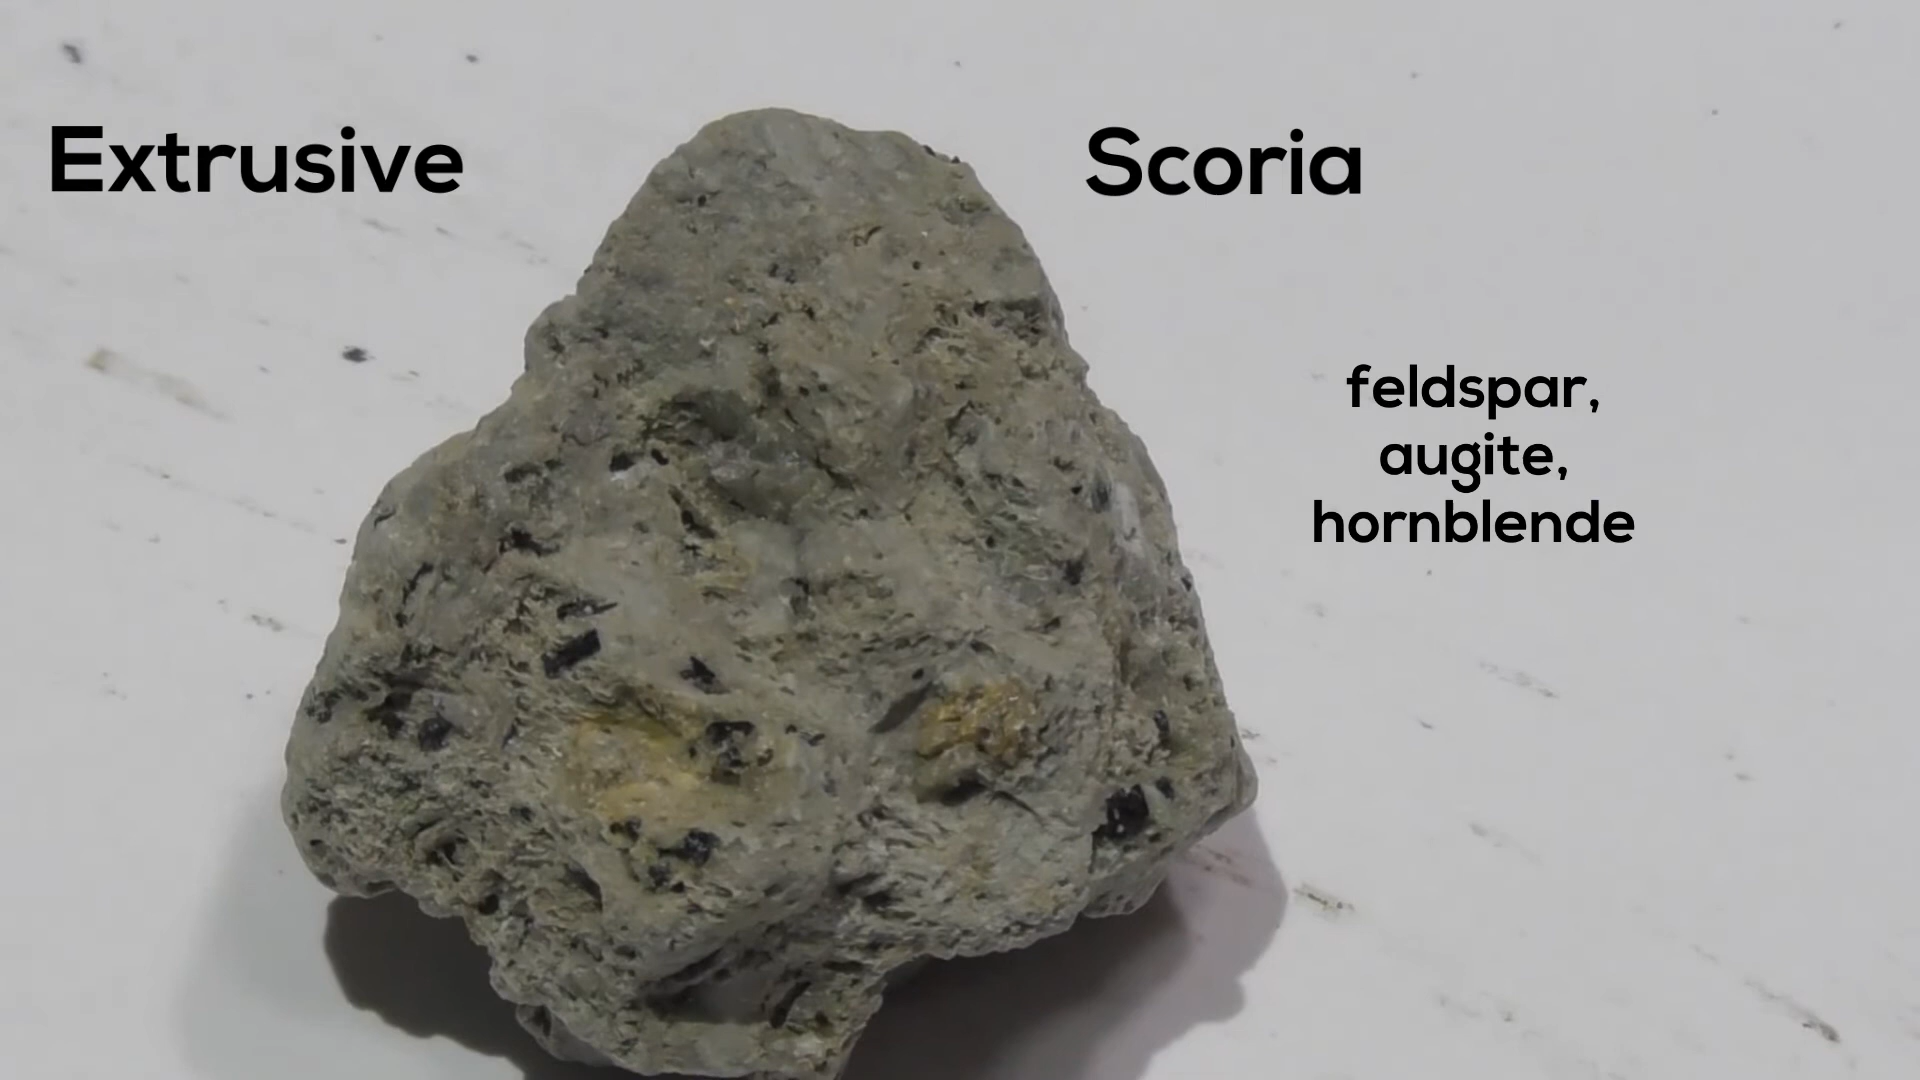 Extrusive
Scoria
feldspar,
augite,
hornblende